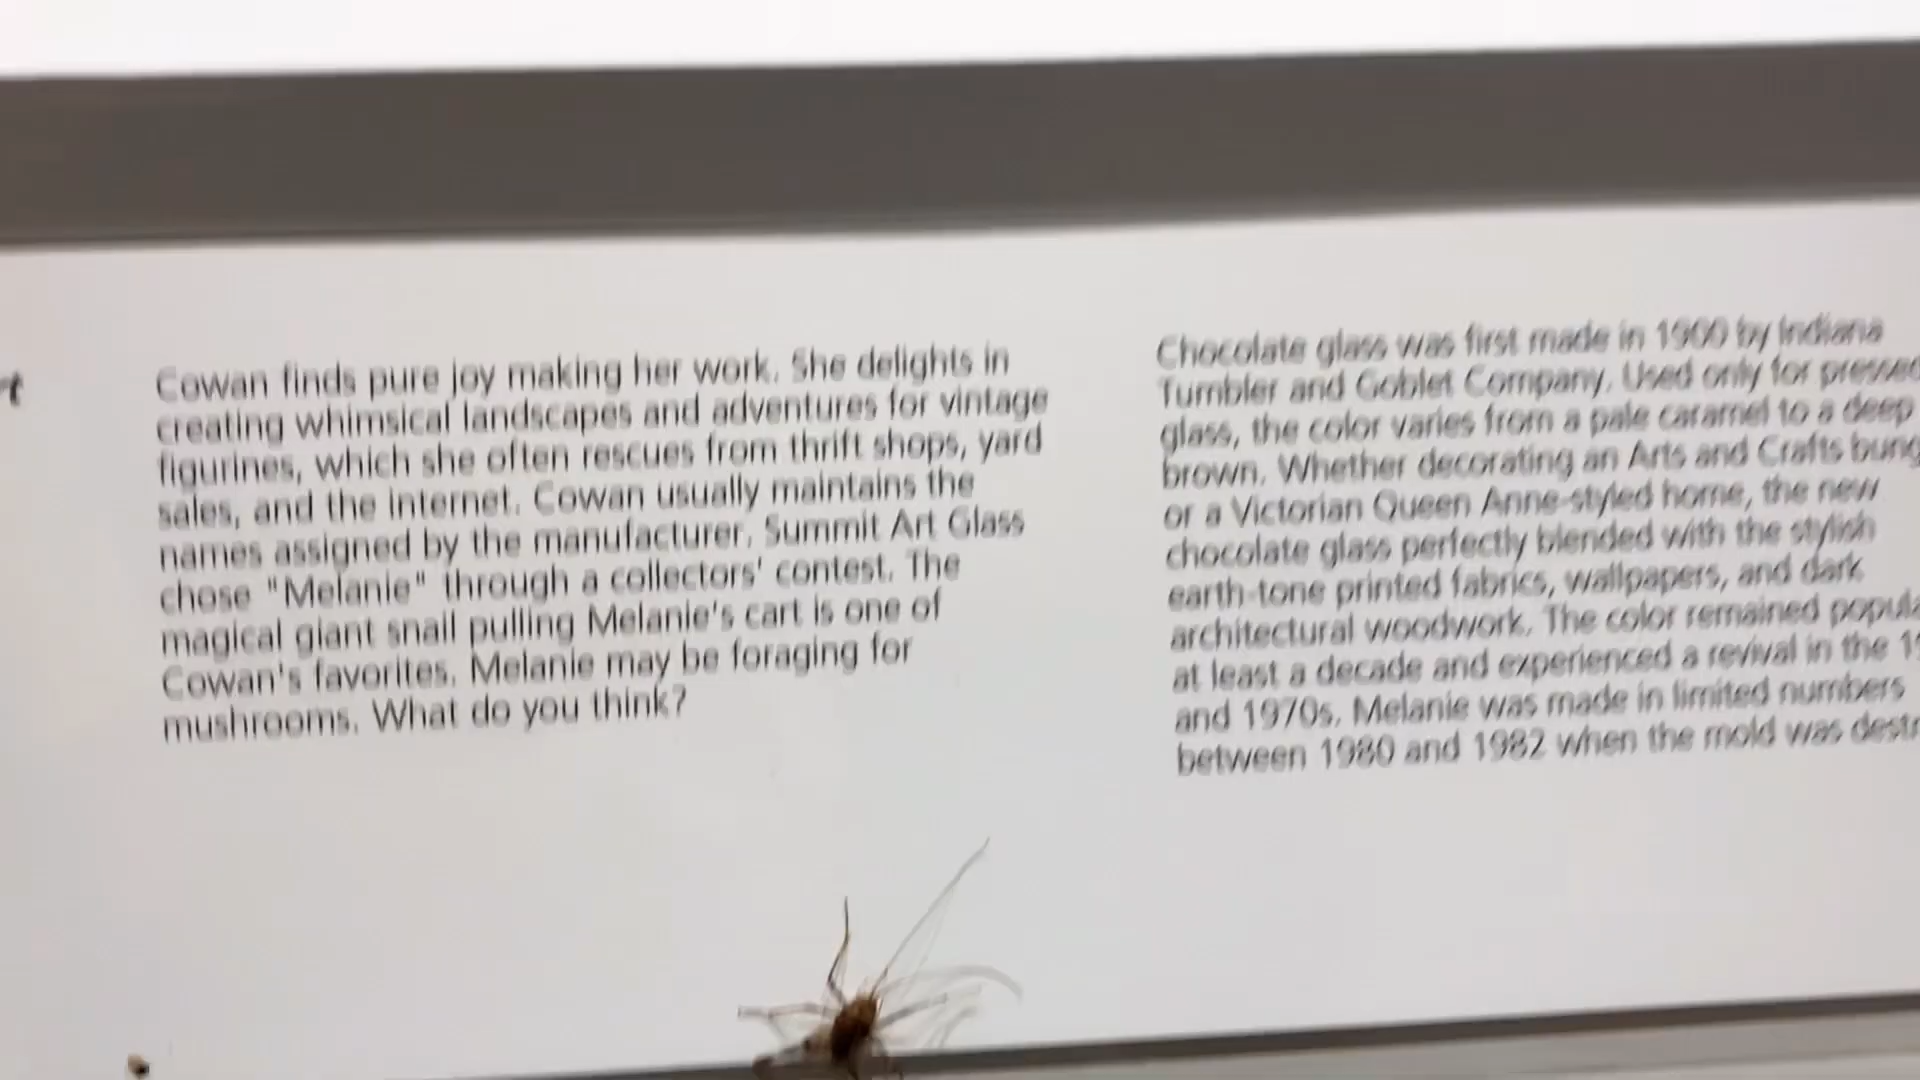 Cowan finds pure joy making her work. She delights in
creating whimsical landscapes and adventures for vintage
figurines, which she often rescues from thrift shops, yard
sales, and the internet. Cowan usually maintains the
names assigned by the manufacturer. Summit Art Glass
chose "Melanie" through a collectors' contest. The
magical giant snail pulling Melanie's cart is one of
Cowan's favorites. Melanie may be foraging for
mushrooms. What do you think?
Chocolate glass was first made in 1900 by Indiana
Tumbler and Goblet Company. Used only for pressed
glass, the color varies from a pale caramel to a deep
brown. Whether decorating an Arts and Crafts
or a Victorian Queen Anne-styled home, the new
chocolate glass perfectly blended with the stylish
earth-tone printed fabrics, wallpapers, and dark
architectural woodwork. The color remained
at least a decade and experienced a revival in the
and 1970s. Melanie was made in limited numbers
between 1980 and 1982 when the mold was